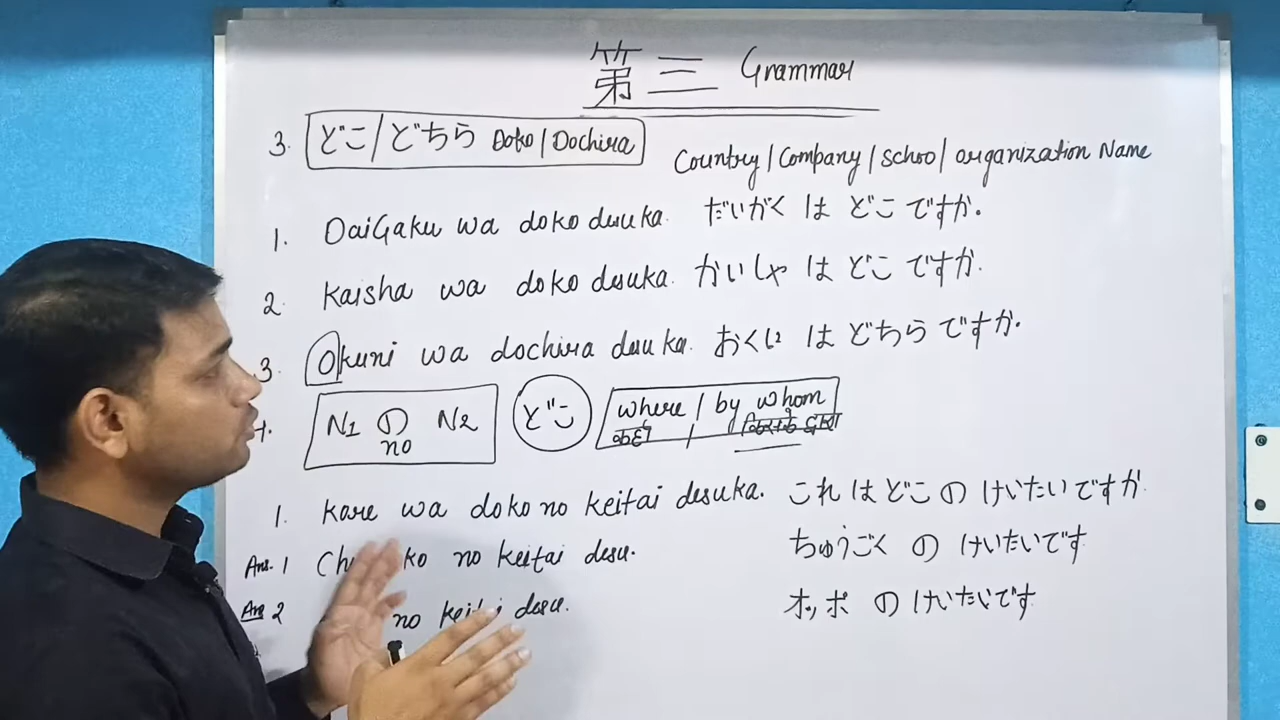 第三 Grammar
3. どこ/どちら Doko/Dochira
Country/Company/School/organization Name
1. DaiGaku wa doko desuka. だいがく は どこ ですか.
2. Kaisha wa doko desuka. かいしゃ は どこ ですか.
3. Okuni wa dochira desuka. おくに は どちら ですか.
N1 の no N2 どこ where / by whom
कहाँ / किसके द्वारा
1. kore wa doko no keitai desuka. これ は どこ の けいたいですか.
Ans. 1 Ch ko no keitai desu. ちゅうごく の けいたいです
Ans 2 no desu. オッポ の けいたいです